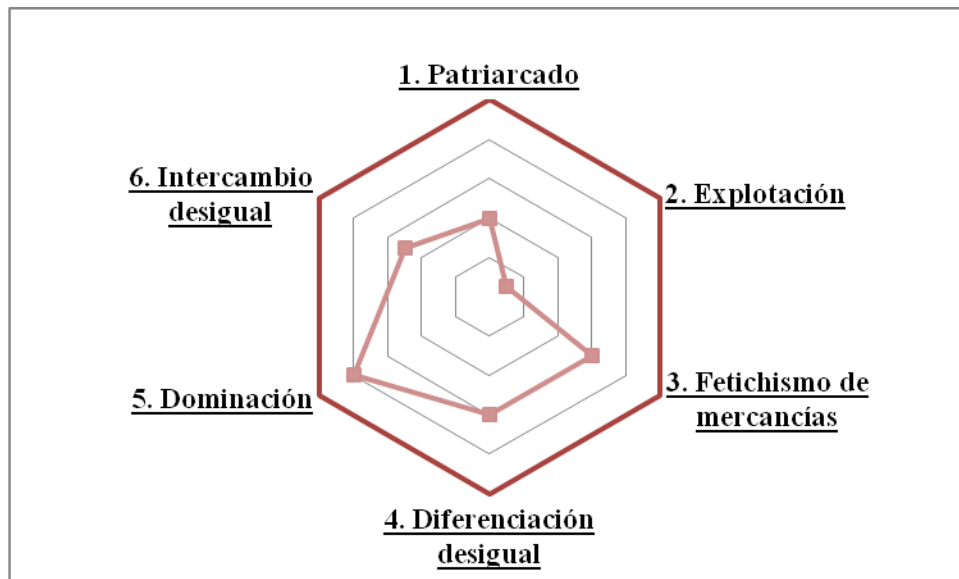 1. Patriarcado
6. Intercambio
desigual
2. Explotación
5. Dominación
3. Fetichismo de
mercancías
4. Diferenciación
desigual